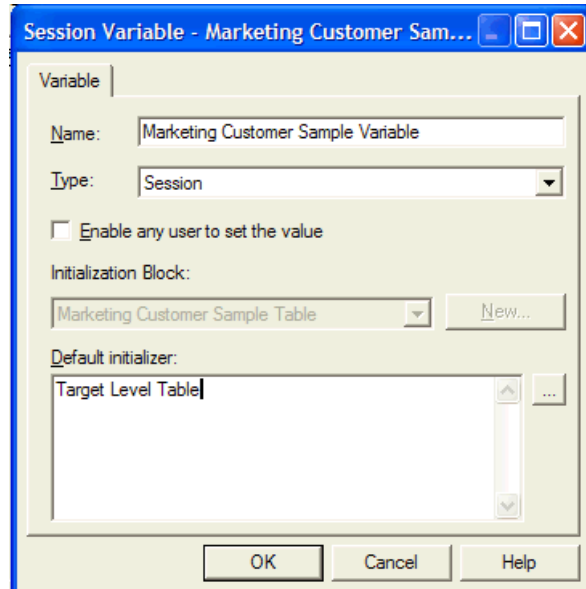 Session Variable - Marketing Customer Sam...
Variable
Name: Marketing Customer Sample Variable
Type: Session
Enable any user to set the value
Initialization Block:
Marketing Customer Sample Table New...
Default initializer:
Target Level Table
...
OK Cancel Help